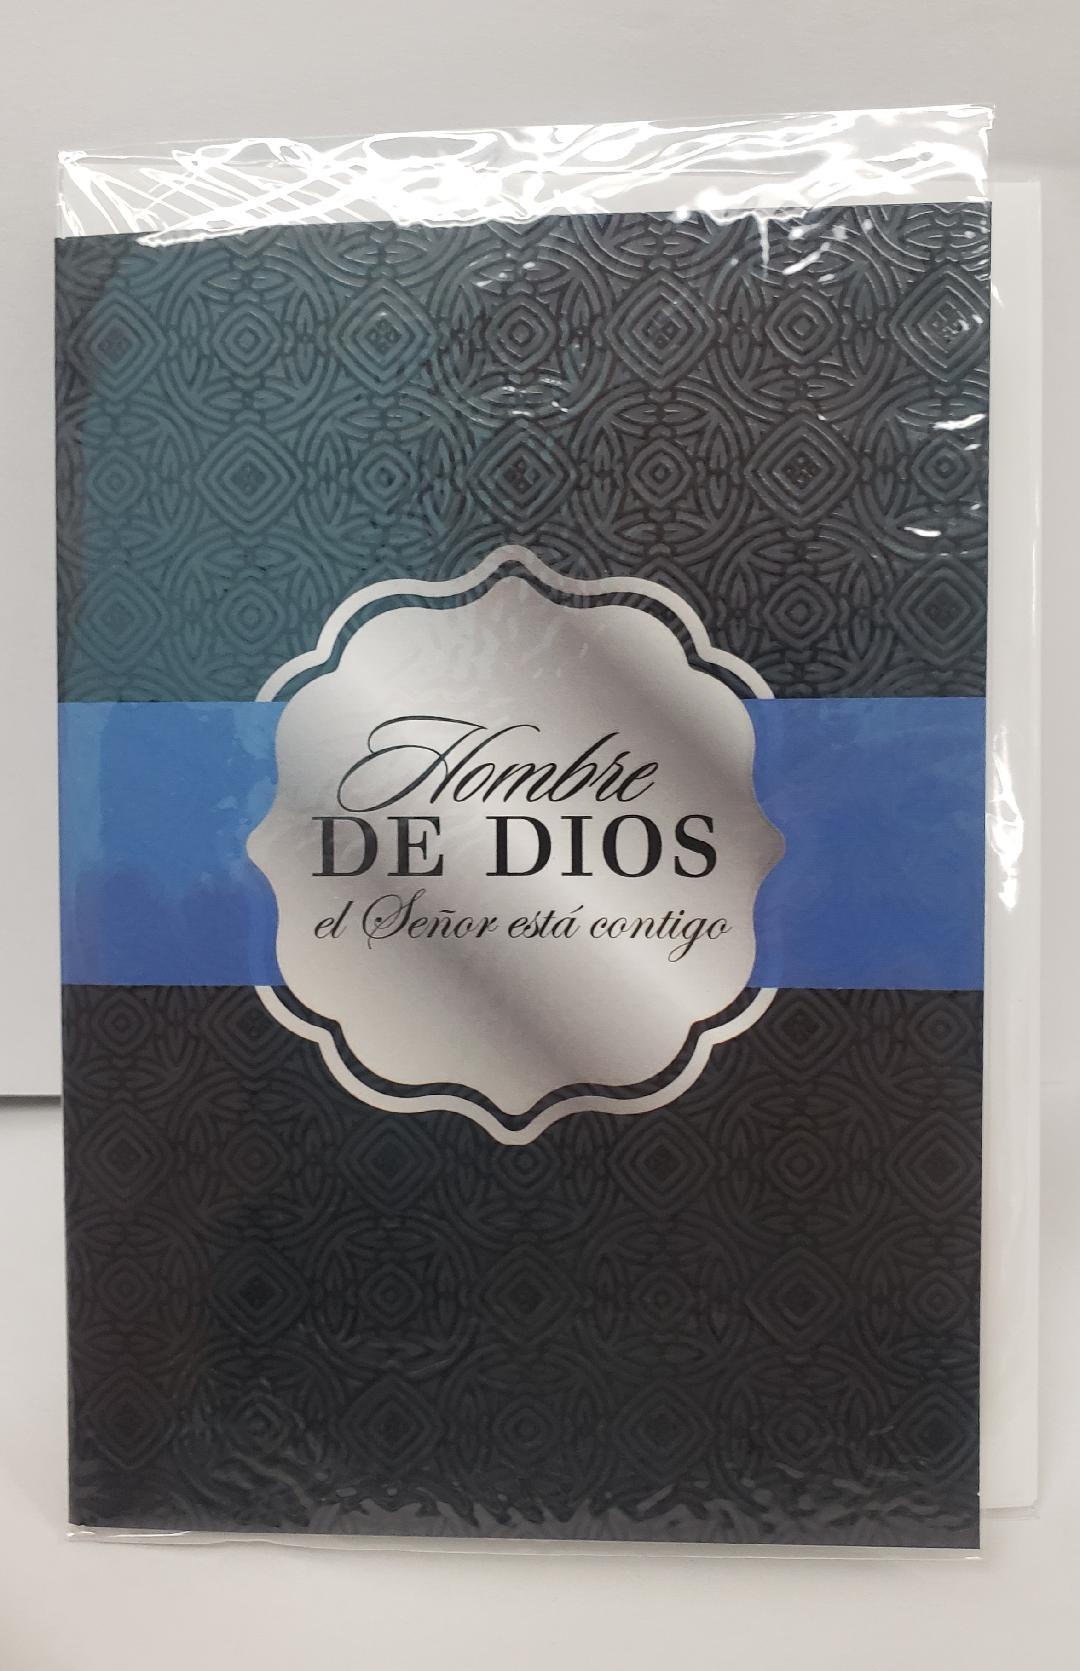 Hombre
DE DIOS
el Señor está contigo